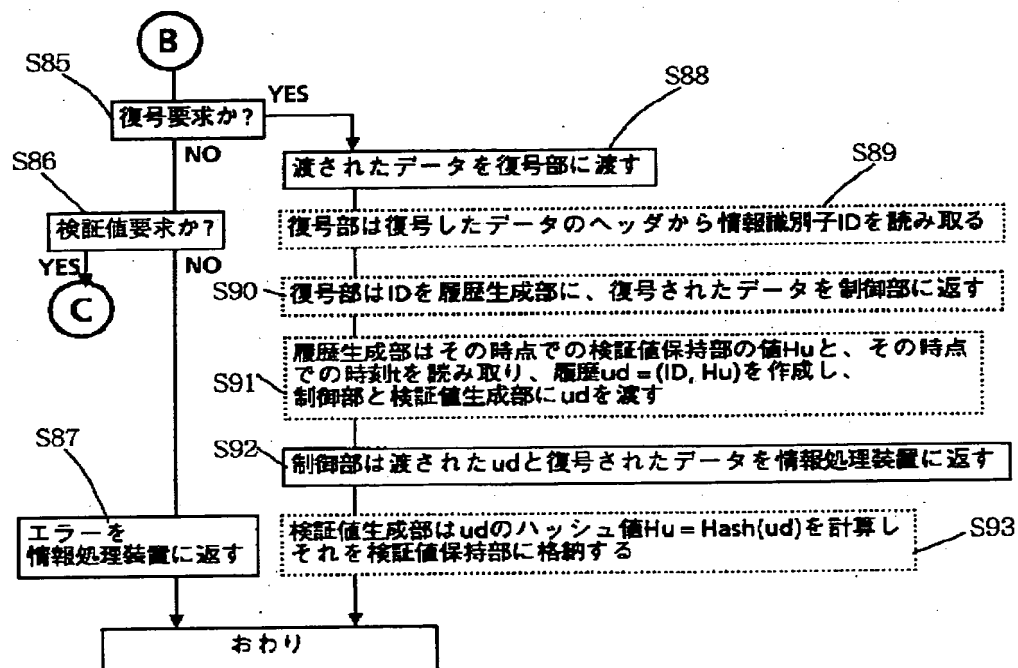 B
S85
復号要求か?
YES
NO
S88
渡されたデータを復号部に渡す
S86
検証値要求か?
YES
NO
C
S89
復号部は復号したデータのヘッダから情報識別子IDを読み取る
S90
復号部はIDを履歴生成部に、復号されたデータを制御部に返す
S91
履歴生成部はその時点での検証値保持部の値Huと、その時点
での時刻tを読み取り、履歴ud=(ID, Hu)を作成し、
制御部と検証値生成部にudを渡す
S92
制御部は渡されたudと復号されたデータを情報処理装置に返す
S87
エラーを
情報処理装置に返す
検証値生成部はudのハッシュ値Hu=Hash(ud)を計算し
それを検証値保持部に格納する
S93
おわり